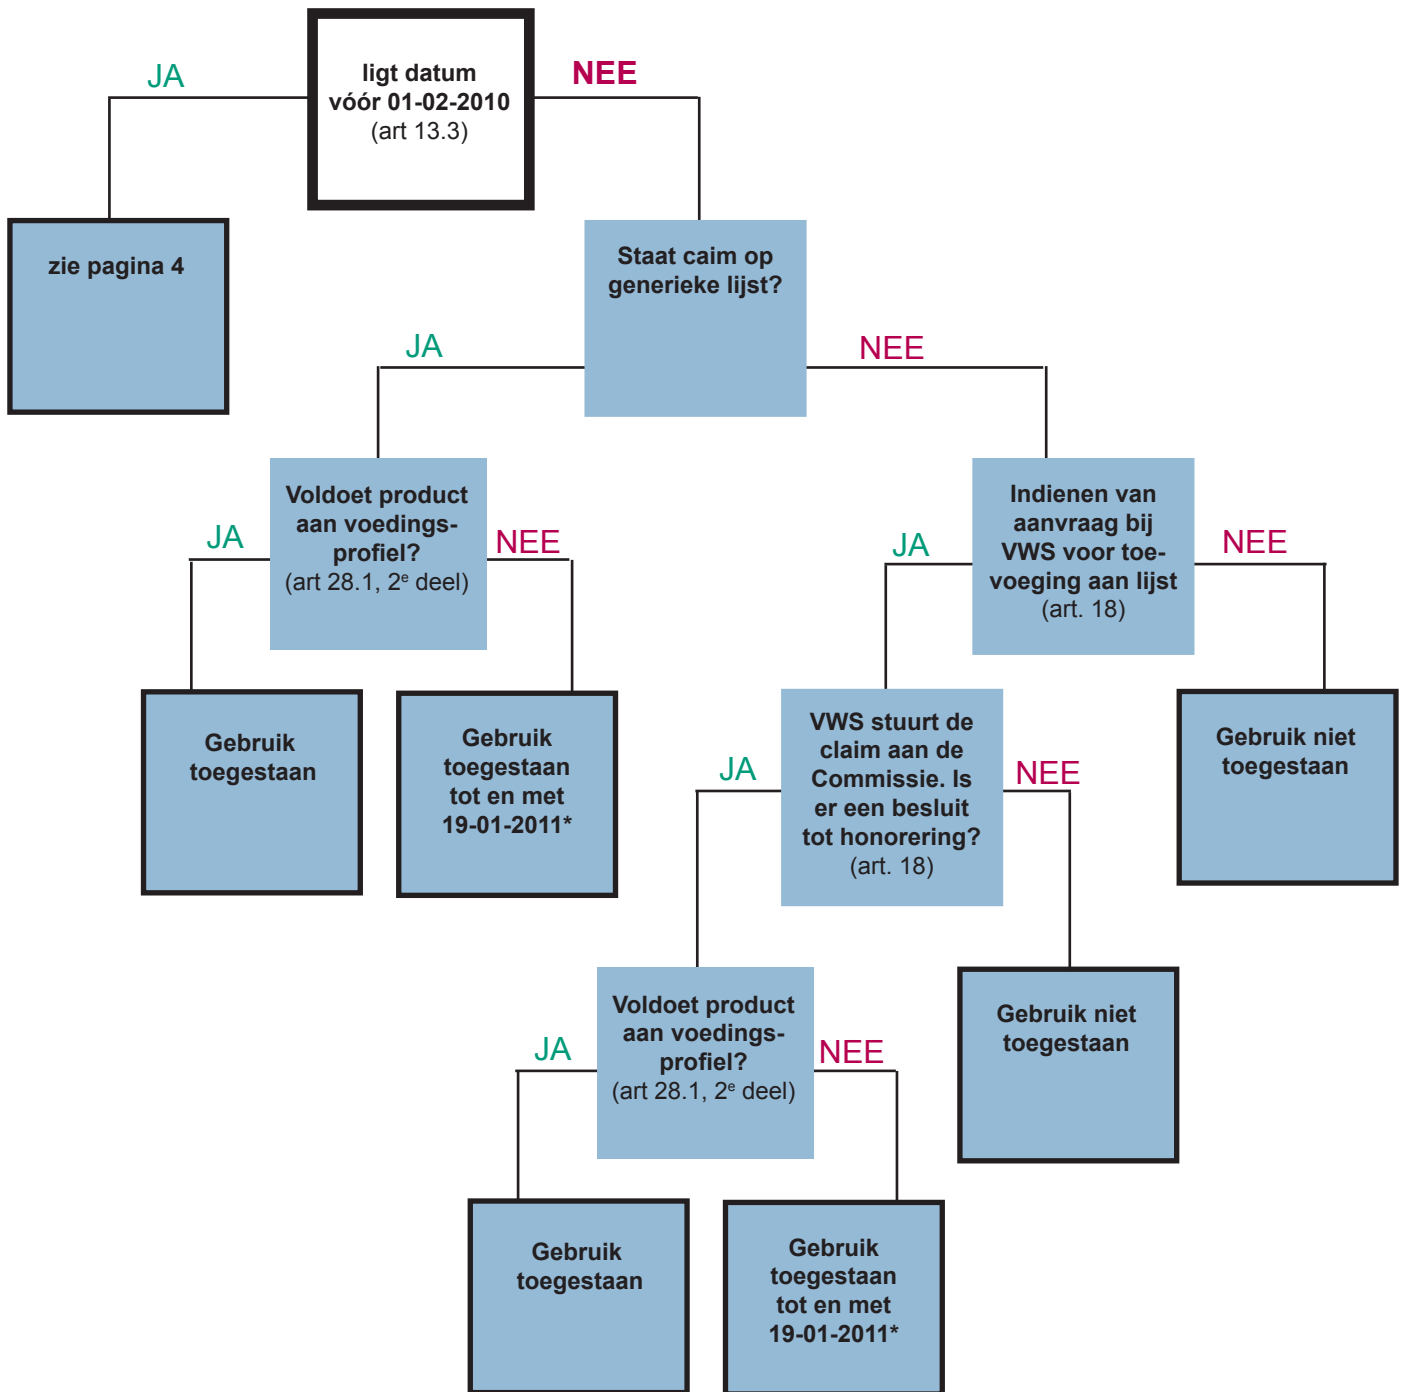 JA
ligt datum
vóór 01-02-2010
(art 13.3)
NEE
zie pagina 4
Staat caim op
generieke lijst?
JA
NEE
Voldoet product
aan voedings-
profiel?
(art 28.1, 2e deel)
JA
NEE
Indienen van
aanvraag bij
VWS voor toe-
voeging aan lijst
(art. 18)
JA
NEE
Gebruik
toegestaan
Gebruik
toegestaan
tot en met
19-01-2011*
VWS stuurt de
claim aan de
Commissie. Is
er een besluit
tot honorering?
(art. 18)
JA
NEE
Gebruik niet
toegestaan
Voldoet product
aan voedings-
profiel?
(art 28.1, 2e deel)
JA
NEE
Gebruik niet
toegestaan
Gebruik
toegestaan
Gebruik
toegestaan
tot en met
19-01-2011*